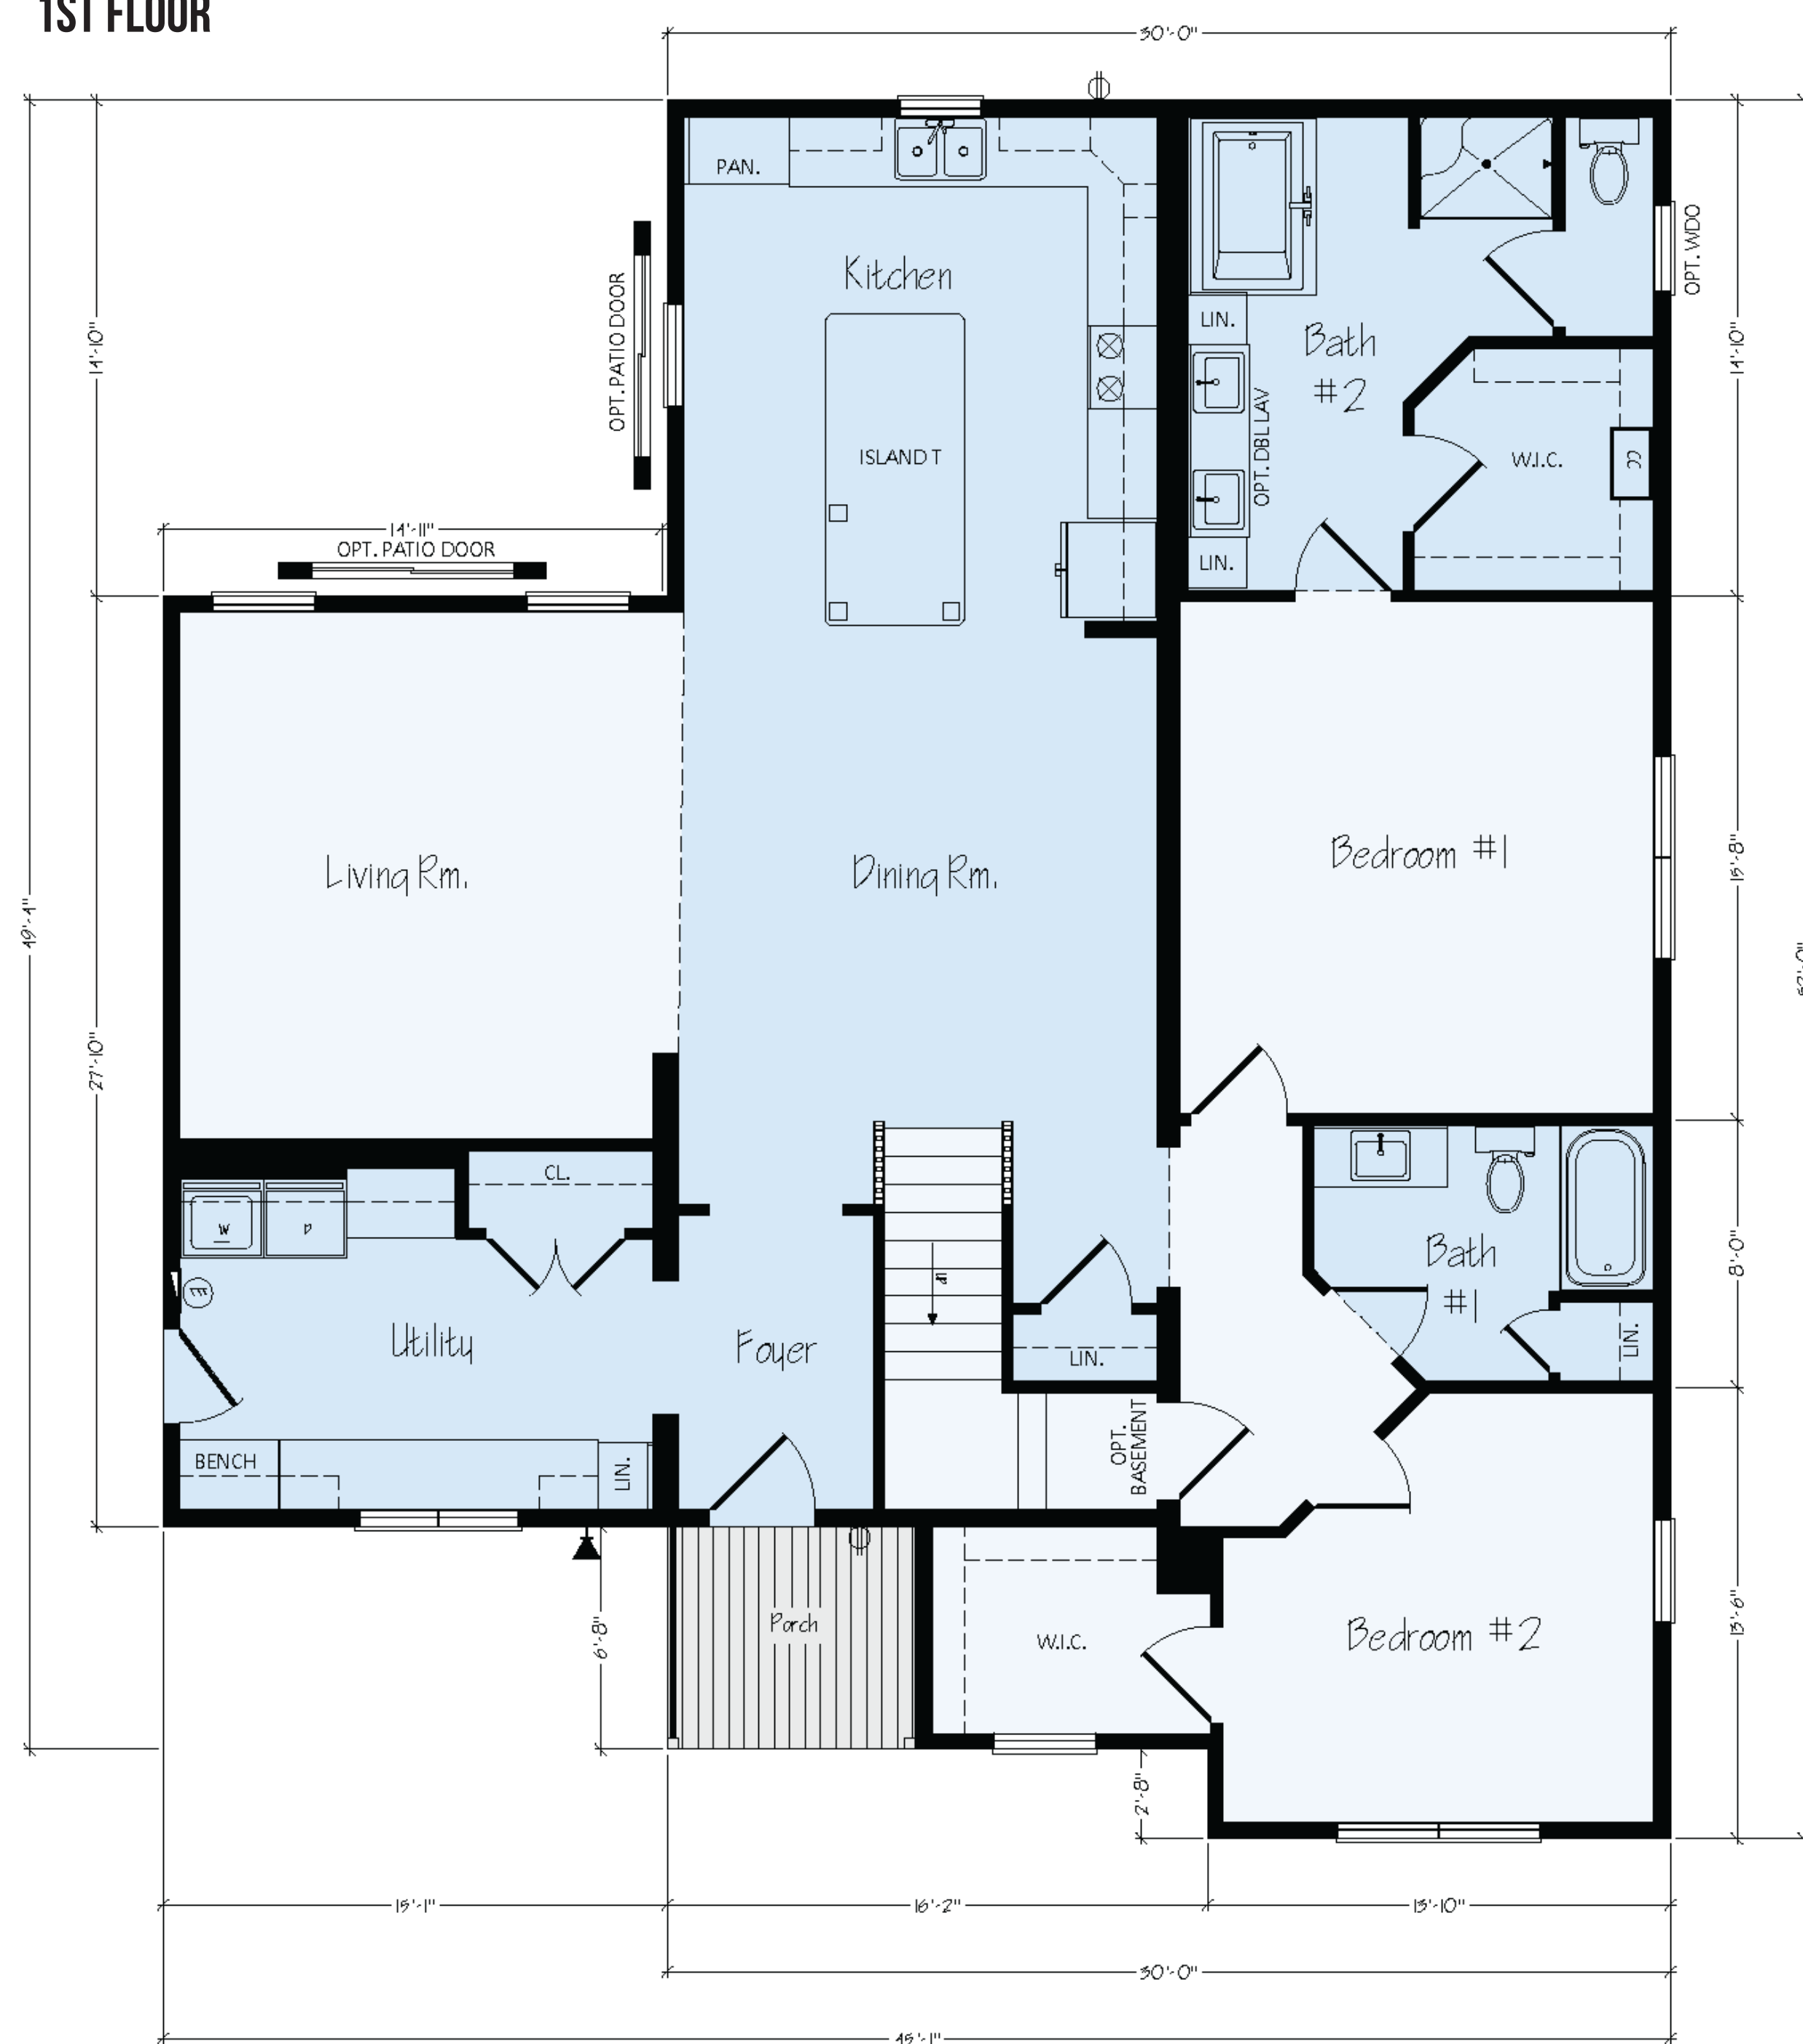 1ST FLOOR
30'-0"
PAN.
Kitchen
OPT. WDO
LIN.
Bath
#2
14'-10"
OPT. PATIO DOOR
14'-10"
OPT. DBL LAV
ISLAND T
W.I.C.
14'-11"
OPT. PATIO DOOR
LIN.
Living Rm.
Dining Rm.
Bedroom #1
15'-8"
49'-4"
27'-10"
CL.
W
D
Bath
#1
8'-0"
E
Utility
Foyer
LIN.
LIN.
BENCH
LIN.
OPT.
BASEMENT
6'-8"
Porch
W.I.C.
Bedroom #2
13'-6"
2'-8"
15'-1"
16'-2"
13'-10"
30'-0"
45'-1"